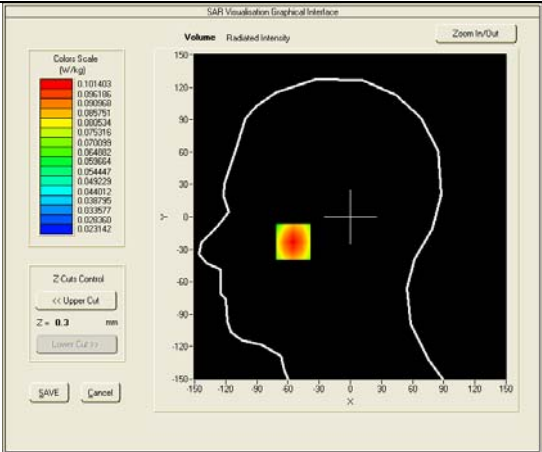 SAR Visualisation Graphical Interface
Volume Radiated Intensity
Zoom In/Out
Colors Scale
(W/kg)
0.101403
0.096186
0.090968
0.085751
0.080534
0.075316
0.070099
0.064882
0.059664
0.054447
0.049229
0.044012
0.038795
0.033577
0.028360
0.023142
Z-Cuts Control
<< Upper Cut
Z = 0.3 mm
Lower Cut >>
SAVE Cancel
150
120
90
60
30
0
-30
-60
-90
-120
-150
Y
-150 -120 -90 -60 -30 0 30 60 90 120 150
X